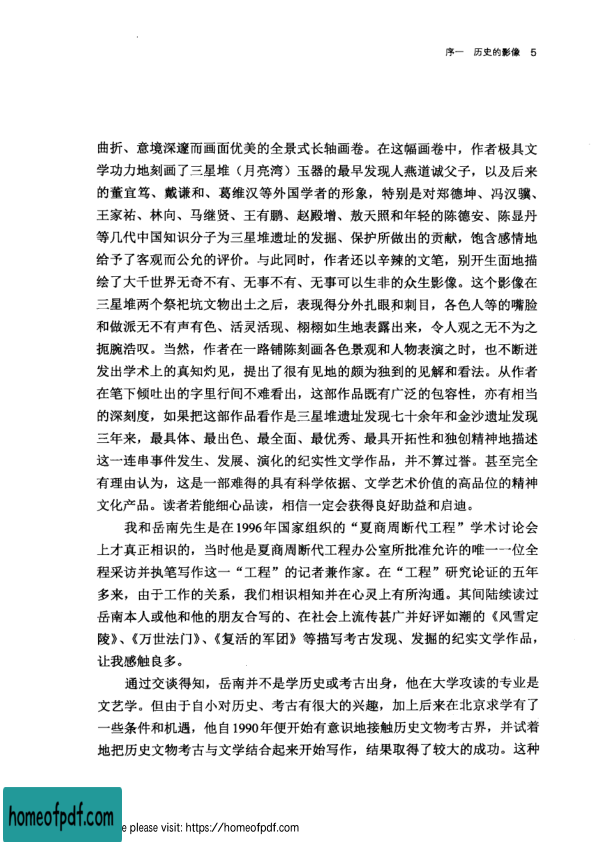 序一 历史的影像 5
曲折、意境深邃而画面优美的全景式长轴画卷。在这幅画卷中，作者极具文
学功力地刻画了三星堆（月亮湾）玉器的最早发现人燕道诚父子，以及后来
的董宜笃、戴谦和、葛维汉等外国学者的形象，特别是对郑德坤、冯汉骥、
王家祐、林向、马继贤、王有鹏、赵殿增、敖天照和年轻的陈德安、陈显丹
等几代中国知识分子为三星堆遗址的发掘、保护所做出的贡献，饱含感情地
给予了客观而公允的评价。与此同时，作者还以辛辣的文笔，别开生面地描
绘了大千世界无奇不有、无事不有、无事可以生非的众生影像。这个影像在
三星堆两个祭祀坑文物出土之后，表现得分外扎眼和刺目，各色人等的嘴脸
和做派无不有声有色、活灵活现、栩栩如生地表露出来，令人观之无不为之
扼腕浩叹。当然，作者在一路铺陈刻画各色景观和人物表演之时，也不断迸
发出学术上的真知灼见，提出了很有见地的颇为独到的见解和看法。从作者
在笔下倾吐出的字里行间不难看出，这部作品既有广泛的包容性，亦有相当
的深刻度，如果把这部作品看作是三星堆遗址发现七十余年和金沙遗址发现
三年来，最具体、最出色、最全面、最优秀、最具开拓性和独创精神地描述
这一连串事件发生、发展、演化的纪实性文学作品，并不算过誉。甚至完全
有理由认为，这是一部难得的具有科学依据、文学艺术价值的高品位的精神
文化产品。读者若能细心品读，相信一定会获得良好助益和启迪。
我和岳南先生是在1996年国家组织的“夏商周断代工程”学术讨论会
上才真正相识的，当时他是夏商周断代工程办公室所批准允许的唯一一位全
程采访并执笔写作这一“工程”的记者兼作家。在“工程”研究论证的五年
多来，由于工作的关系，我们相识相知并在心灵上有所沟通。其间陆续读过
岳南本人或他和他的朋友合写的、在社会上流传甚广并好评如潮的《风雪定
陵》、《万世法门》、《复活的军团》等描写考古发现、发掘的纪实文学作品，
让我感触良多。
通过交谈得知，岳南并不是学历史或考古出身，他在大学攻读的专业是
文艺学。但由于自小对历史、考古有很大的兴趣，加上后来在北京求学有了
一些条件和机遇，他自1990年便开始有意识地接触历史文物考古界，并试着
地把历史文物考古与文学结合起来开始写作，结果取得了较大的成功。这种
homeofpdf.com
e please visit: https://homeofpdf.com